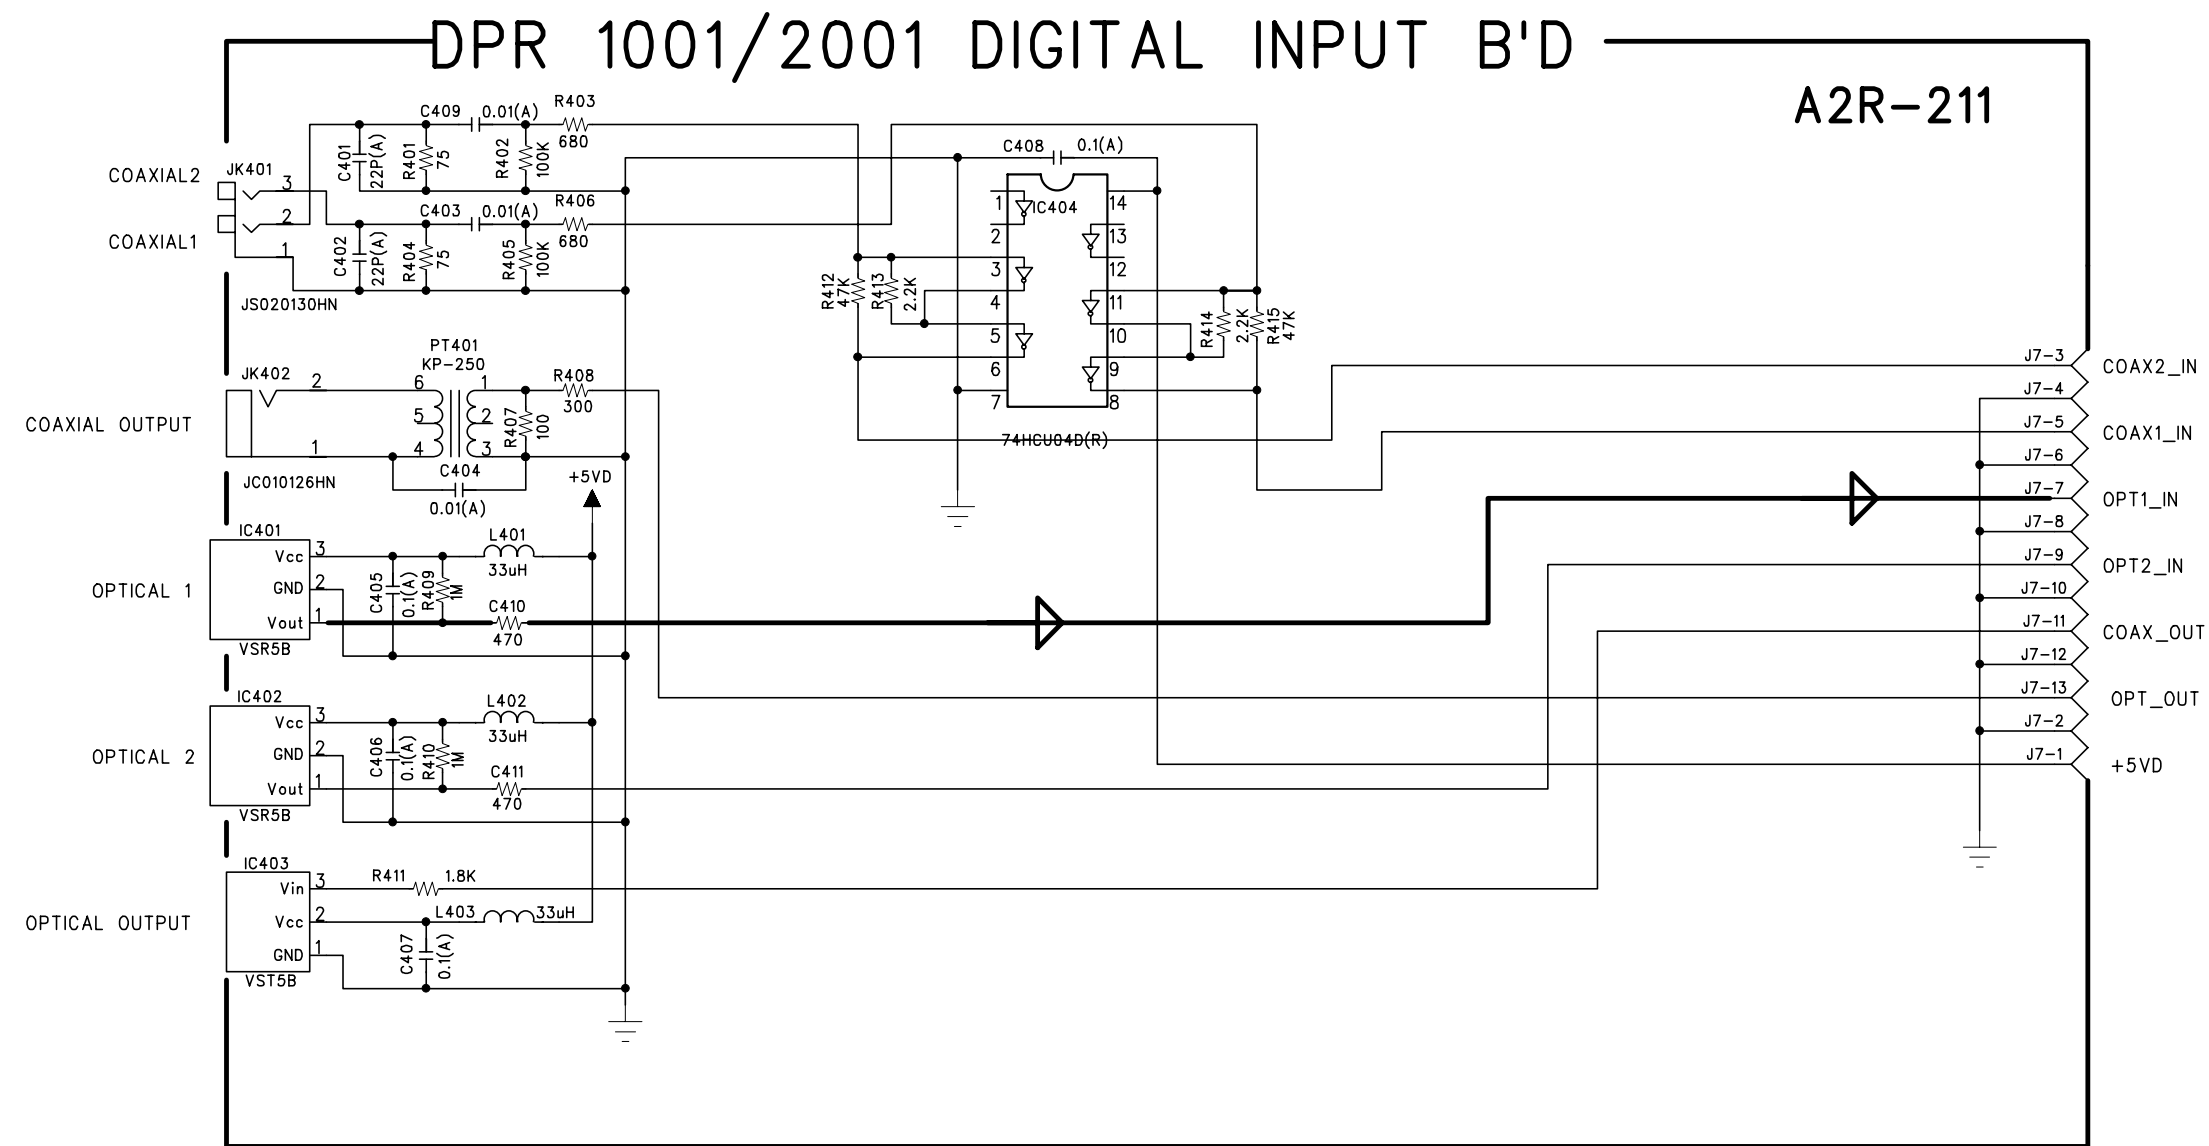 DPR 1001/2001 DIGITAL INPUT B'D
A2R-211
C409 0.01(A) R403
680
C401
22P(A)
R401
75
R402
100K
COAXIAL2
JK401
3
2
1
COAXIAL1
C403 0.01(A) R406
680
C402
22P(A)
R404
75
R405
100K
JS020130HN
C408 0.1(A)
IC404
1
2
3
4
5
6
7
14
13
12
11
10
9
8
74HCU04D(R)
R412
47K
R413
2.2K
R414
2.2K
R415
47K
PT401
KP-250
JK402
2
1
6
5
4
1
2
3
R408
300
R407
100
COAXIAL OUTPUT
C404
0.01(A)
JC010126HN
+5VD
IC401
Vcc 3
GND 2
Vout 1
VSR5B
OPTICAL 1
L401
33uH
C405
0.1(A)
R409
1M
C410
470
IC402
Vcc 3
GND 2
Vout 1
VSR5B
OPTICAL 2
L402
33uH
C406
0.1(A)
R410
1M
C411
470
IC403
Vin 3
Vcc 2
GND 1
VST5B
OPTICAL OUTPUT
R411 1.8K
L403 33uH
C407
0.1(A)
J7-3 COAX2_IN
J7-4
J7-5 COAX1_IN
J7-6
J7-7 OPT1_IN
J7-8
J7-9 OPT2_IN
J7-10
J7-11 COAX_OUT
J7-12
J7-13 OPT_OUT
J7-2
J7-1 +5VD